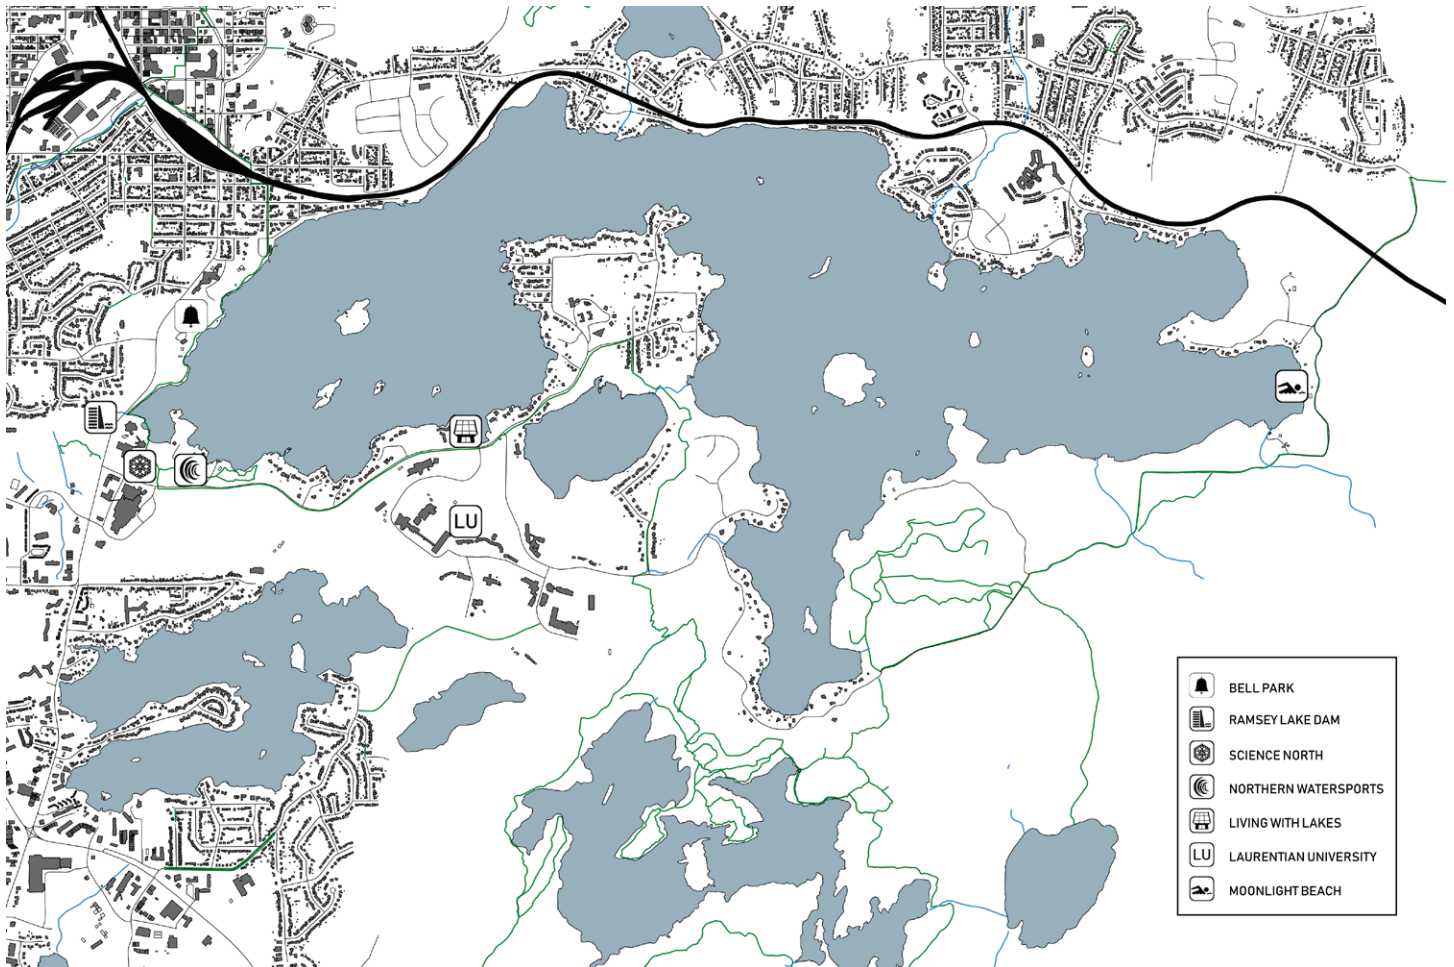 LU
BELL PARK
RAMSEY LAKE DAM
SCIENCE NORTH
NORTHERN WATERSPORTS
LIVING WITH LAKES
LU LAURENTIAN UNIVERSITY
MOONLIGHT BEACH